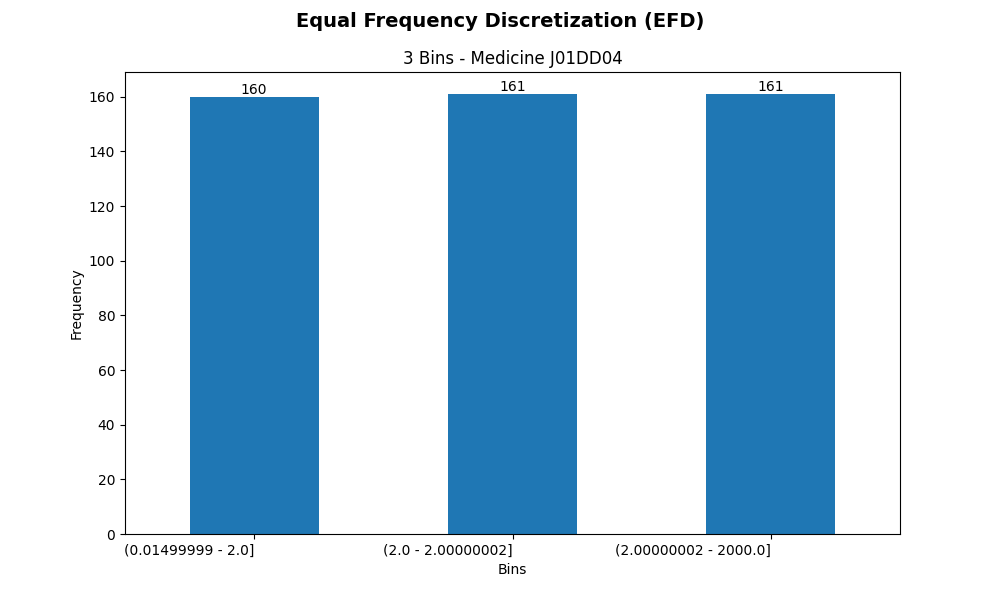 Equal Frequency Discretization (EFD)
3 Bins - Medicine J01DD04
160
161
161
160
140
120
100
80
60
40
20
0
Frequency
(0.01499999 - 2.0]
(2.0 - 2.00000002]
(2.00000002 - 2000.0]
Bins